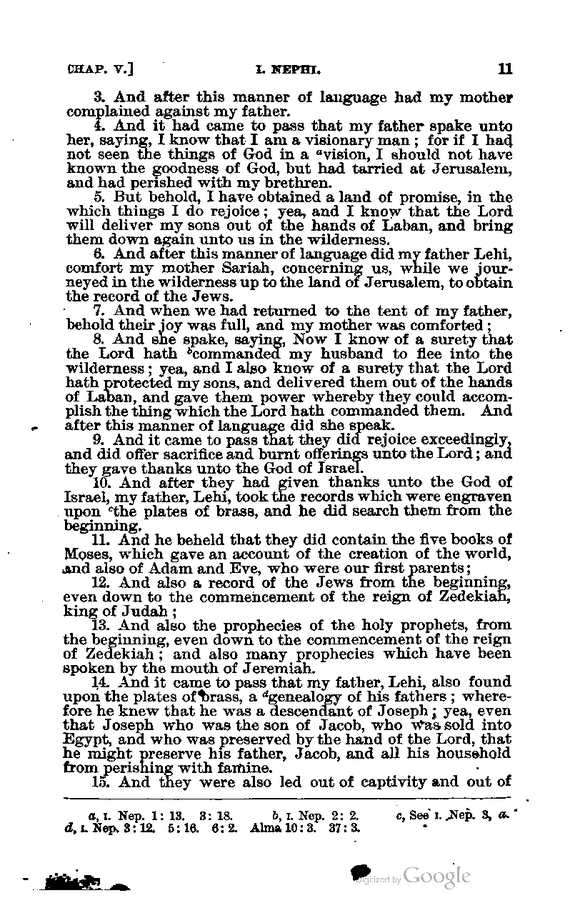 CHAP. V.] I. NEPHI. 11
3. And after this manner of language had my mother
complained against my father.
4. And it had came to pass that my father spake unto
her, saying, I know that I am a visionary man; for if I had
not seen the things of God in a ᵃvision, I should not have
known the goodness of God, but had tarried at Jerusalem,
and had perished with my brethren.
5. But behold, I have obtained a land of promise, in the
which things I do rejoice; yea, and I know that the Lord
will deliver my sons out of the hands of Laban, and bring
them down again unto us in the wilderness.
6. And after this manner of language did my father Lehi,
comfort my mother Sariah, concerning us, while we jour-
neyed in the wilderness up to the land of Jerusalem, to obtain
the record of the Jews.
7. And when we had returned to the tent of my father,
behold their joy was full, and my mother was comforted;
8. And she spake, saying, Now I know of a surety that
the Lord hath ᵇcommanded my husband to flee into the
wilderness; yea, and I also know of a surety that the Lord
hath protected my sons, and delivered them out of the hands
of Laban, and gave them power whereby they could accom-
plish the thing which the Lord hath commanded them. And
after this manner of language did she speak.
9. And it came to pass that they did rejoice exceedingly,
and did offer sacrifice and burnt offerings unto the Lord; and
they gave thanks unto the God of Israel.
10. And after they had given thanks unto the God of
Israel, my father, Lehi, took the records which were engraven
upon ᶜthe plates of brass, and he did search them from the
beginning.
11. And he beheld that they did contain the five books of
Moses, which gave an account of the creation of the world,
and also of Adam and Eve, who were our first parents;
12. And also a record of the Jews from the beginning,
even down to the commencement of the reign of Zedekiah,
king of Judah;
13. And also the prophecies of the holy prophets, from
the beginning, even down to the commencement of the reign
of Zedekiah; and also many prophecies which have been
spoken by the mouth of Jeremiah.
14. And it came to pass that my father, Lehi, also found
upon the plates of brass, a ᵈgenealogy of his fathers; where-
fore he knew that he was a descendant of Joseph; yea, even
that Joseph who was the son of Jacob, who was sold into
Egypt, and who was preserved by the hand of the Lord, that
he might preserve his father, Jacob, and all his household
from perishing with famine.
15. And they were also led out of captivity and out of
a, I. Nep. 1: 13. 3: 18. b, I. Nep. 2: 2. c, See I. Nep. 3, a.
d, I. Nep. 3: 12. 5: 16. 6: 2. Alma 10: 3. 37: 3.
Digitized by Google